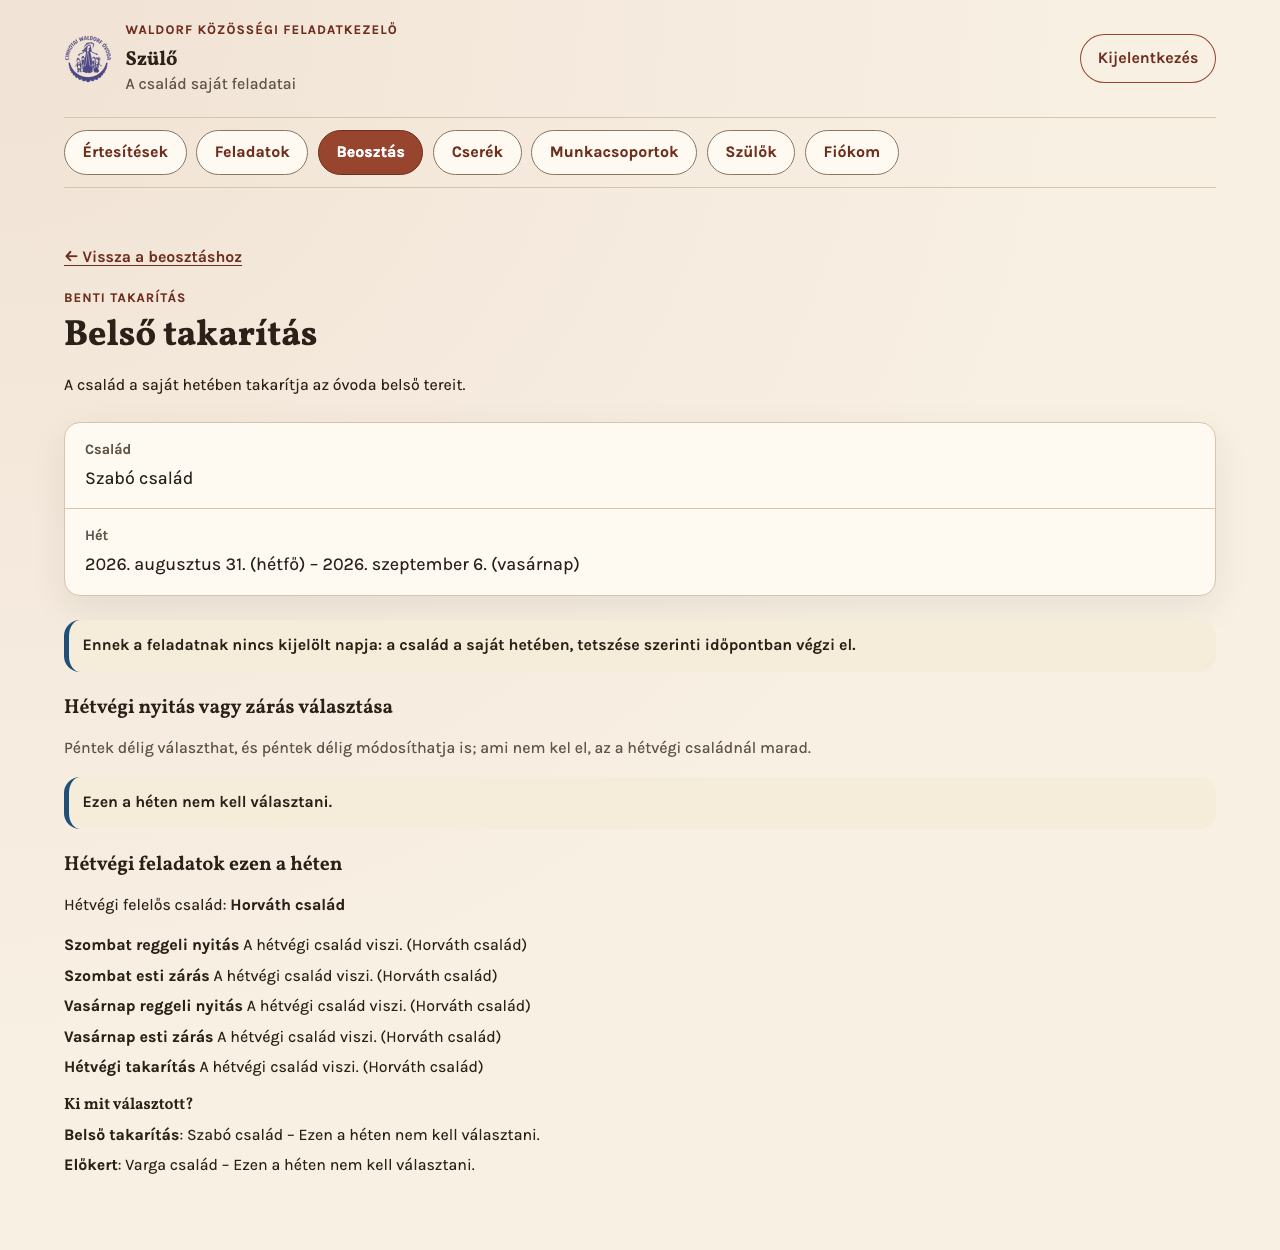 WALDORF KÖZÖSSÉGI FELADATKEZELŐ
Szülő
A család saját feladatai
Kijelentkezés
Értesítések
Feladatok
Beosztás
Cserék
Munkacsoportok
Szülők
Fiókom
← Vissza a beosztáshoz
BENTI TAKARÍTÁS
Belső takarítás
A család a saját hetében takarítja az óvoda belső tereit.
Család
Szabó család
Hét
2026. augusztus 31. (hétfő) – 2026. szeptember 6. (vasárnap)
Ennek a feladatnak nincs kijelölt napja: a család a saját hetében, tetszése szerinti időpontban végzi el.
Hétvégi nyitás vagy zárás választása
Péntek délig választhat, és péntek délig módosíthatja is; ami nem kel el, az a hétvégi családnál marad.
Ezen a héten nem kell választani.
Hétvégi feladatok ezen a héten
Hétvégi felelős család: Horváth család
Szombat reggeli nyitás A hétvégi család viszi. (Horváth család)
Szombat esti zárás A hétvégi család viszi. (Horváth család)
Vasárnap reggeli nyitás A hétvégi család viszi. (Horváth család)
Vasárnap esti zárás A hétvégi család viszi. (Horváth család)
Hétvégi takarítás A hétvégi család viszi. (Horváth család)
Ki mit választott?
Belső takarítás: Szabó család – Ezen a héten nem kell választani.
Előkert: Varga család – Ezen a héten nem kell választani.